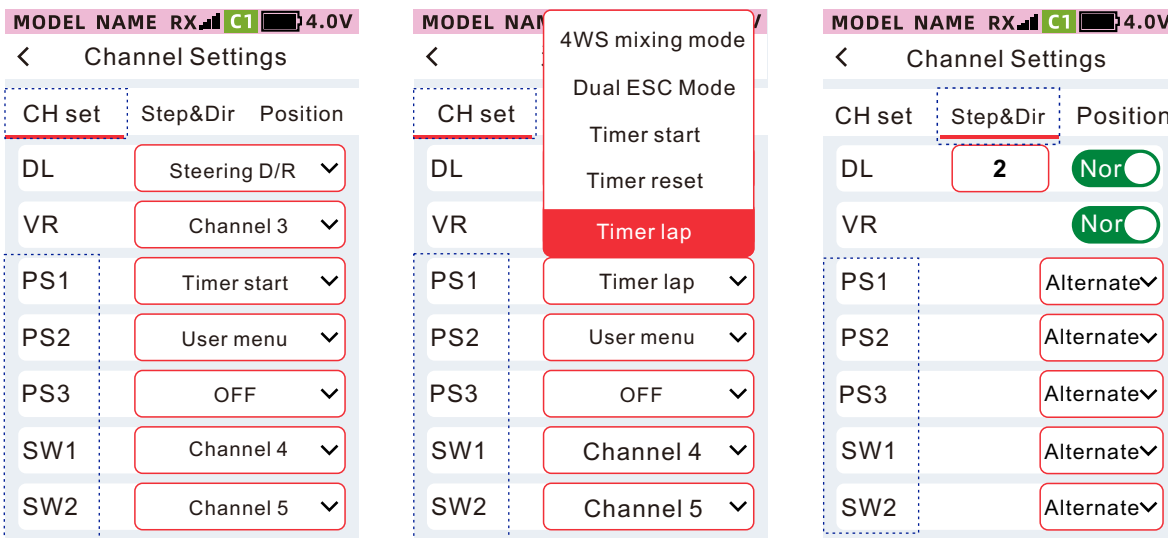 MODEL NAME RX C1 4.0V
Channel Settings
CH set Step&Dir Position
DL Steering D/R
VR Channel 3
PS1 Timer start
PS2 User menu
PS3 OFF
SW1 Channel 4
SW2 Channel 5
MODEL NAM V
4WS mixing mode
Dual ESC Mode
CH set
Timer start
DL
Timer reset
VR
Timer lap
PS1 Timer lap
PS2 User menu
PS3 OFF
SW1 Channel 4
SW2 Channel 5
MODEL NAME RX C1 4.0V
Channel Settings
CH set Step&Dir Position
DL 2 Nor
VR Nor
PS1 Alternate
PS2 Alternate
PS3 Alternate
SW1 Alternate
SW2 Alternate